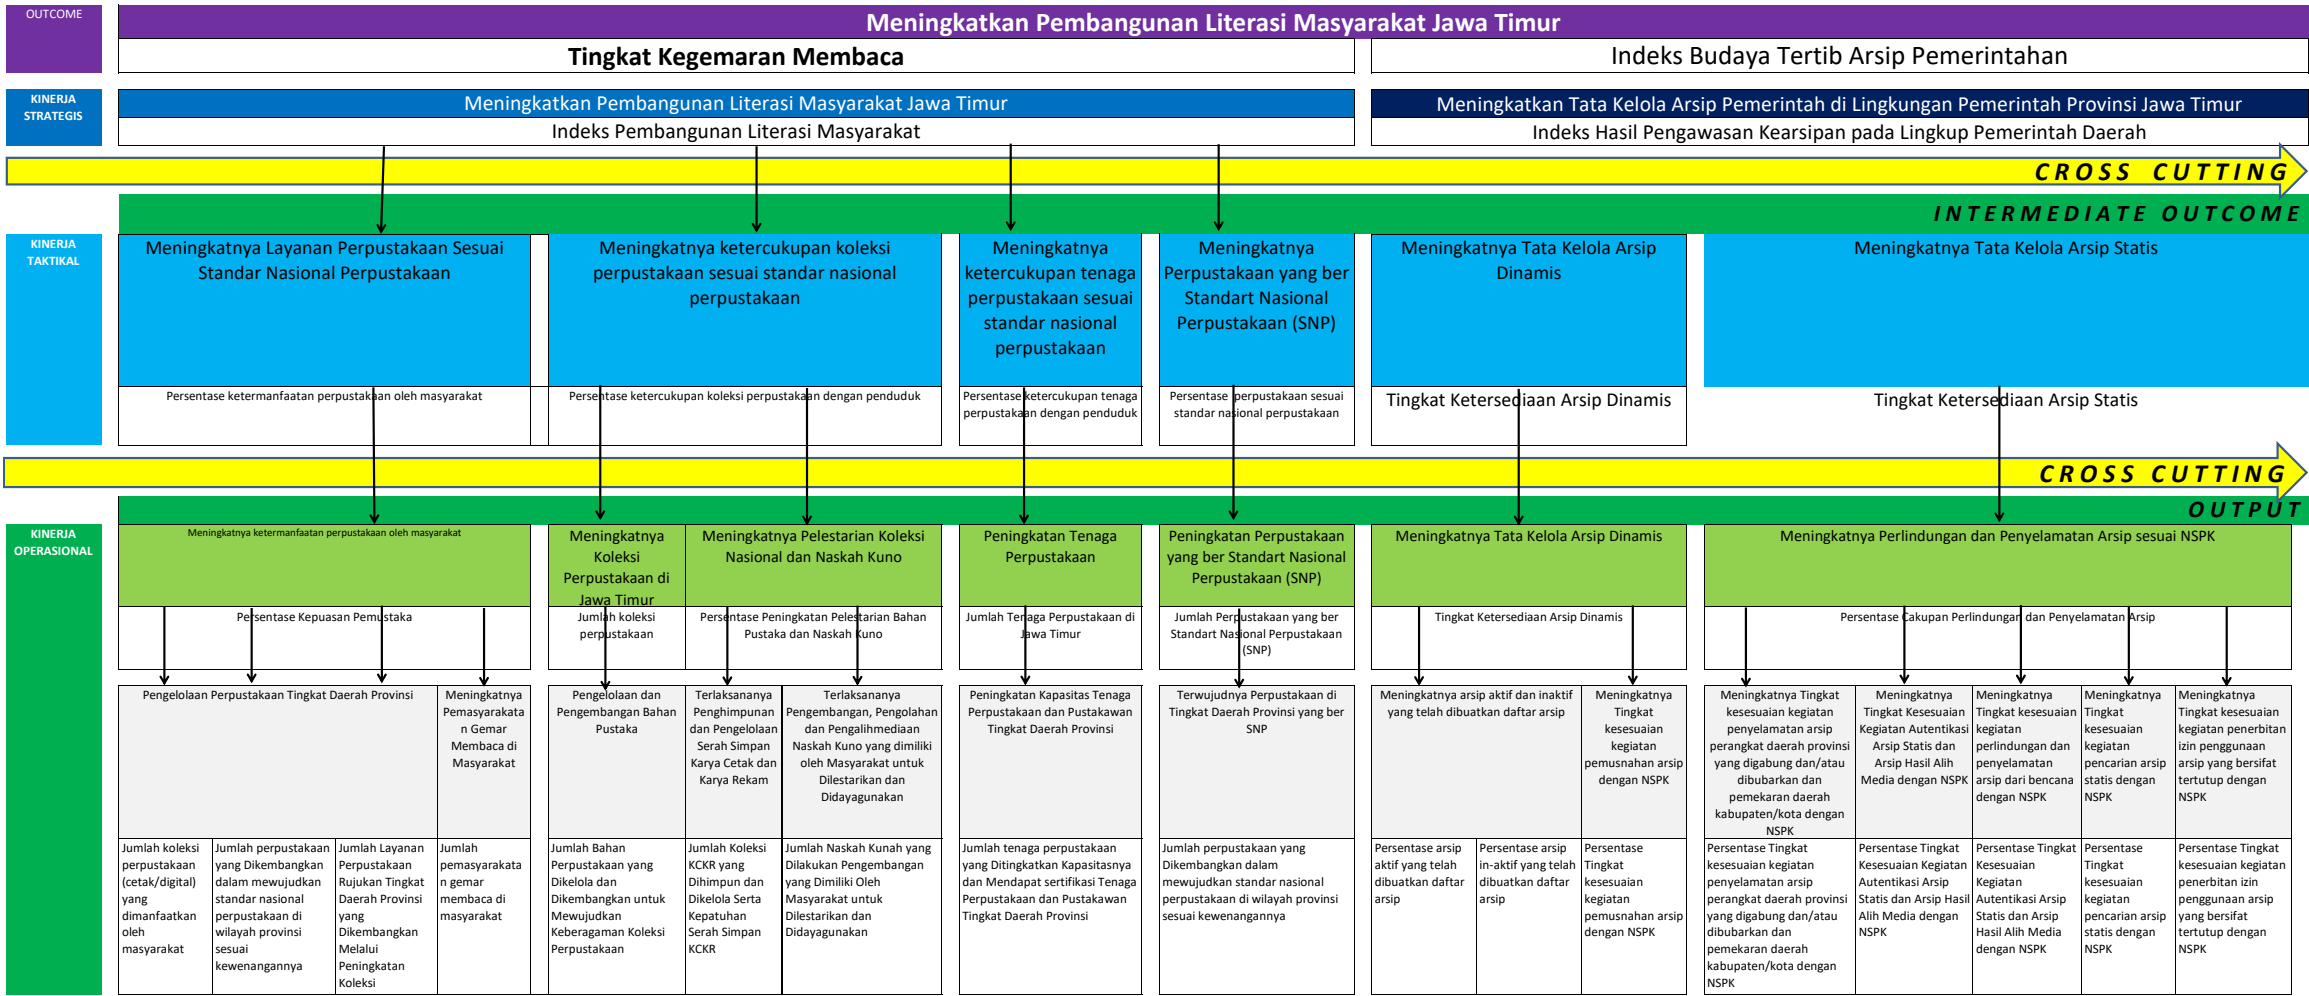 OUTCOME
Meningkatkan Pembangunan Literasi Masyarakat Jawa Timur
Tingkat Kegemaran Membaca
Indeks Budaya Tertib Arsip Pemerintahan
KINERJA
STRATEGIS
Meningkatkan Pembangunan Literasi Masyarakat Jawa Timur
Indeks Pembangunan Literasi Masyarakat
Meningkatkan Tata Kelola Arsip Pemerintah di Lingkungan Pemerintah Provinsi Jawa Timur
Indeks Hasil Pengawasan Kearsipan pada Lingkup Pemerintah Daerah
CROSS CUTTING
INTERMEDIATE OUTCOME
KINERJA
TAKTIKAL
Meningkatnya Layanan Perpustakaan Sesuai
Standar Nasional Perpustakaan
Meningkatnya ketercukupan koleksi
perpustakaan sesuai standar nasional
perpustakaan
Meningkatnya
ketercukupan tenaga
perpustakaan sesuai
standar nasional
perpustakaan
Meningkatnya
Perpustakaan yang ber
Standart Nasional
Perpustakaan (SNP)
Meningkatnya Tata Kelola Arsip
Dinamis
Meningkatnya Tata Kelola Arsip Statis
Persentase ketermanfaatan perpustakaan oleh masyarakat
Persentase ketercukupan koleksi perpustakaan dengan penduduk
Persentase ketercukupan tenaga
perpustakaan dengan penduduk
Persentase perpustakaan sesuai
standar nasional perpustakaan
Tingkat Ketersediaan Arsip Dinamis
Tingkat Ketersediaan Arsip Statis
CROSS CUTTING
OUTPUT
KINERJA
OPERASIONAL
Meningkatnya ketermanfaatan perpustakaan oleh masyarakat
Meningkatnya
Koleksi
Perpustakaan di
Jawa Timur
Meningkatnya Pelestarian Koleksi
Nasional dan Naskah Kuno
Peningkatan Tenaga
Perpustakaan
Peningkatan Perpustakaan
yang ber Standart Nasional
Perpustakaan (SNP)
Meningkatnya Tata Kelola Arsip Dinamis
Meningkatnya Perlindungan dan Penyelamatan Arsip sesuai NSPK
Persentase Kepuasan Pemustaka
Jumlah koleksi
perpustakaan
Persentase Peningkatan Pelestarian Bahan
Pustaka dan Naskah Kuno
Jumlah Tenaga Perpustakaan di
Jawa Timur
Jumlah Perpustakaan yang ber
Standart Nasional Perpustakaan
(SNP)
Tingkat Ketersediaan Arsip Dinamis
Persentase Cakupan Perlindungan dan Penyelamatan Arsip
Pengelolaan Perpustakaan Tingkat Daerah Provinsi
Meningkatnya
Pemasyarakata
n Gemar
Membaca di
Masyarakat
Pengelolaan dan
Pengembangan Bahan
Pustaka
Terlaksananya
Penghimpunan
dan Pengelolaan
Serah Simpan
Karya Cetak dan
Karya Rekam
Terlaksananya
Pengembangan, Pengolahan
dan Pengalihmediaan
Naskah Kuno yang dimiliki
oleh Masyarakat untuk
Dilestarikan dan
Didayagunakan
Peningkatan Kapasitas Tenaga
Perpustakaan dan Pustakawan
Tingkat Daerah Provinsi
Terwujudnya Perpustakaan di
Tingkat Daerah Provinsi yang ber
SNP
Meningkatnya arsip aktif dan inaktif
yang telah dibuatkan daftar arsip
Meningkatnya
Tingkat
kesesuaian
kegiatan
pemusnahan arsip
dengan NSPK
Meningkatnya Tingkat
kesesuaian kegiatan
penyelamatan arsip
perangkat daerah provinsi
yang digabung dan/atau
dibubarkan dan
pemekaran daerah
kabupaten/kota dengan
NSPK
Meningkatnya
Tingkat Kesesuaian
Kegiatan Autentikasi
Arsip Statis dan
Arsip Hasil Alih
Media dengan NSPK
Meningkatnya
Tingkat kesesuaian
kegiatan
perlindungan dan
penyelamatan
arsip dari bencana
dengan NSPK
Meningkatnya
Tingkat
kesesuaian
kegiatan
pencarian arsip
statis dengan
NSPK
Meningkatnya
Tingkat kesesuaian
kegiatan penerbitan
izin penggunaan
arsip yang bersifat
tertutup dengan
NSPK
Jumlah koleksi
perpustakaan
(cetak/digital)
yang
dimanfaatkan
oleh
masyarakat
Jumlah perpustakaan
yang Dikembangkan
dalam mewujudkan
standar nasional
perpustakaan di
wilayah provinsi
sesuai
kewenangannya
Jumlah Layanan
Perpustakaan
Rujukan Tingkat
Daerah Provinsi
yang
Dikembangkan
Melalui
Peningkatan
Koleksi
Jumlah
pemasyarakata
n gemar
membaca di
masyarakat
Jumlah Bahan
Perpustakaan yang
Dikelola dan
Dikembangkan untuk
Mewujudkan
Keberagaman Koleksi
Perpustakaan
Jumlah Koleksi
KCKR yang
Dihimpun dan
Dikelola Serta
Kepatuhan
Serah Simpan
KCKR
Jumlah Naskah Kunah yang
Dilakukan Pengembangan
yang Dimiliki Oleh
Masyarakat untuk
Dilestarikan dan
Didayagunakan
Jumlah tenaga perpustakaan
yang Ditingkatkan Kapasitasnya
dan Mendapat sertifikasi Tenaga
Perpustakaan dan Pustakawan
Tingkat Daerah Provinsi
Jumlah perpustakaan yang
Dikembangkan dalam
mewujudkan standar nasional
perpustakaan di wilayah provinsi
sesuai kewenangannya
Persentase arsip
aktif yang telah
dibuatkan daftar
arsip
Persentase arsip
in-aktif yang telah
dibuatkan daftar
arsip
Persentase
Tingkat
kesesuaian
kegiatan
pemusnahan arsip
dengan NSPK
Persentase Tingkat
kesesuaian kegiatan
penyelamatan arsip
perangkat daerah provinsi
yang digabung dan/atau
dibubarkan dan
pemekaran daerah
kabupaten/kota dengan
NSPK
Persentase Tingkat
Kesesuaian Kegiatan
Autentikasi Arsip
Statis dan Arsip Hasil
Alih Media dengan
NSPK
Persentase Tingkat
Kesesuaian
Kegiatan
Autentikasi Arsip
Statis dan Arsip
Hasil Alih Media
dengan NSPK
Persentase
Tingkat
kesesuaian
kegiatan
pencarian arsip
statis dengan
NSPK
Persentase Tingkat
kesesuaian kegiatan
penerbitan izin
penggunaan arsip
yang bersifat
tertutup dengan
NSPK